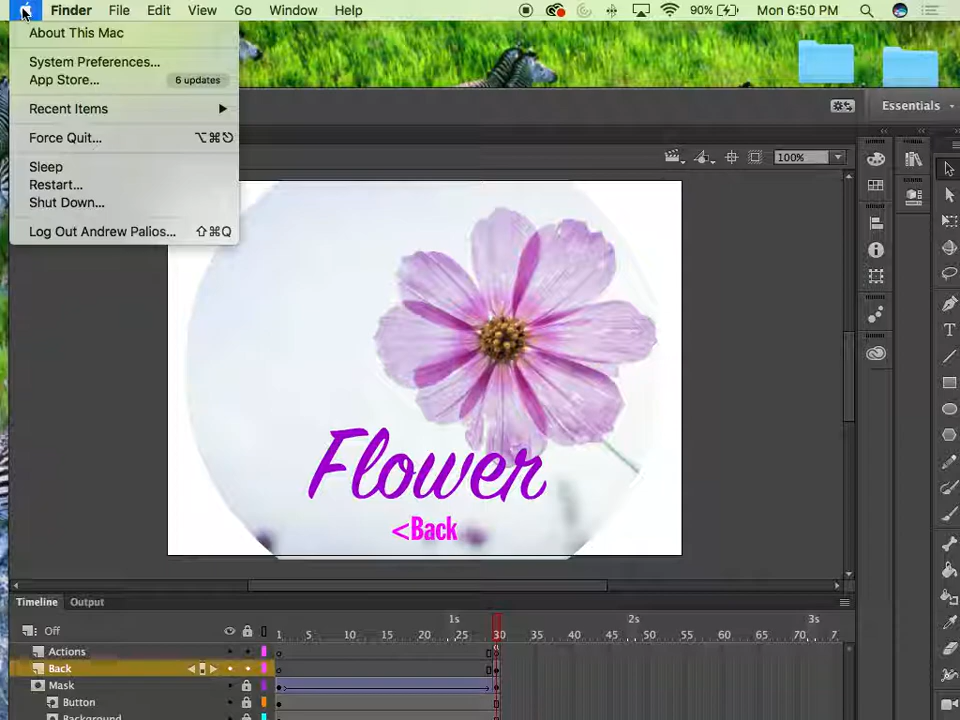 Finder File Edit View Go Window Help 90% Mon 6:50 PM
About This Mac
System Preferences...
App Store... 6 updates
Recent Items
Force Quit... ⌥⌘⎋
Sleep
Restart...
Shut Down...
Log Out Andrew Palios... ⇧⌘Q
Essentials
100%
Flower
<Back
Timeline Output
1s 2s 3s
Off 1 5 10 15 20 25 30 35 40 45 50 55 60 65 70 7
Actions
Back
Mask
Button
Background